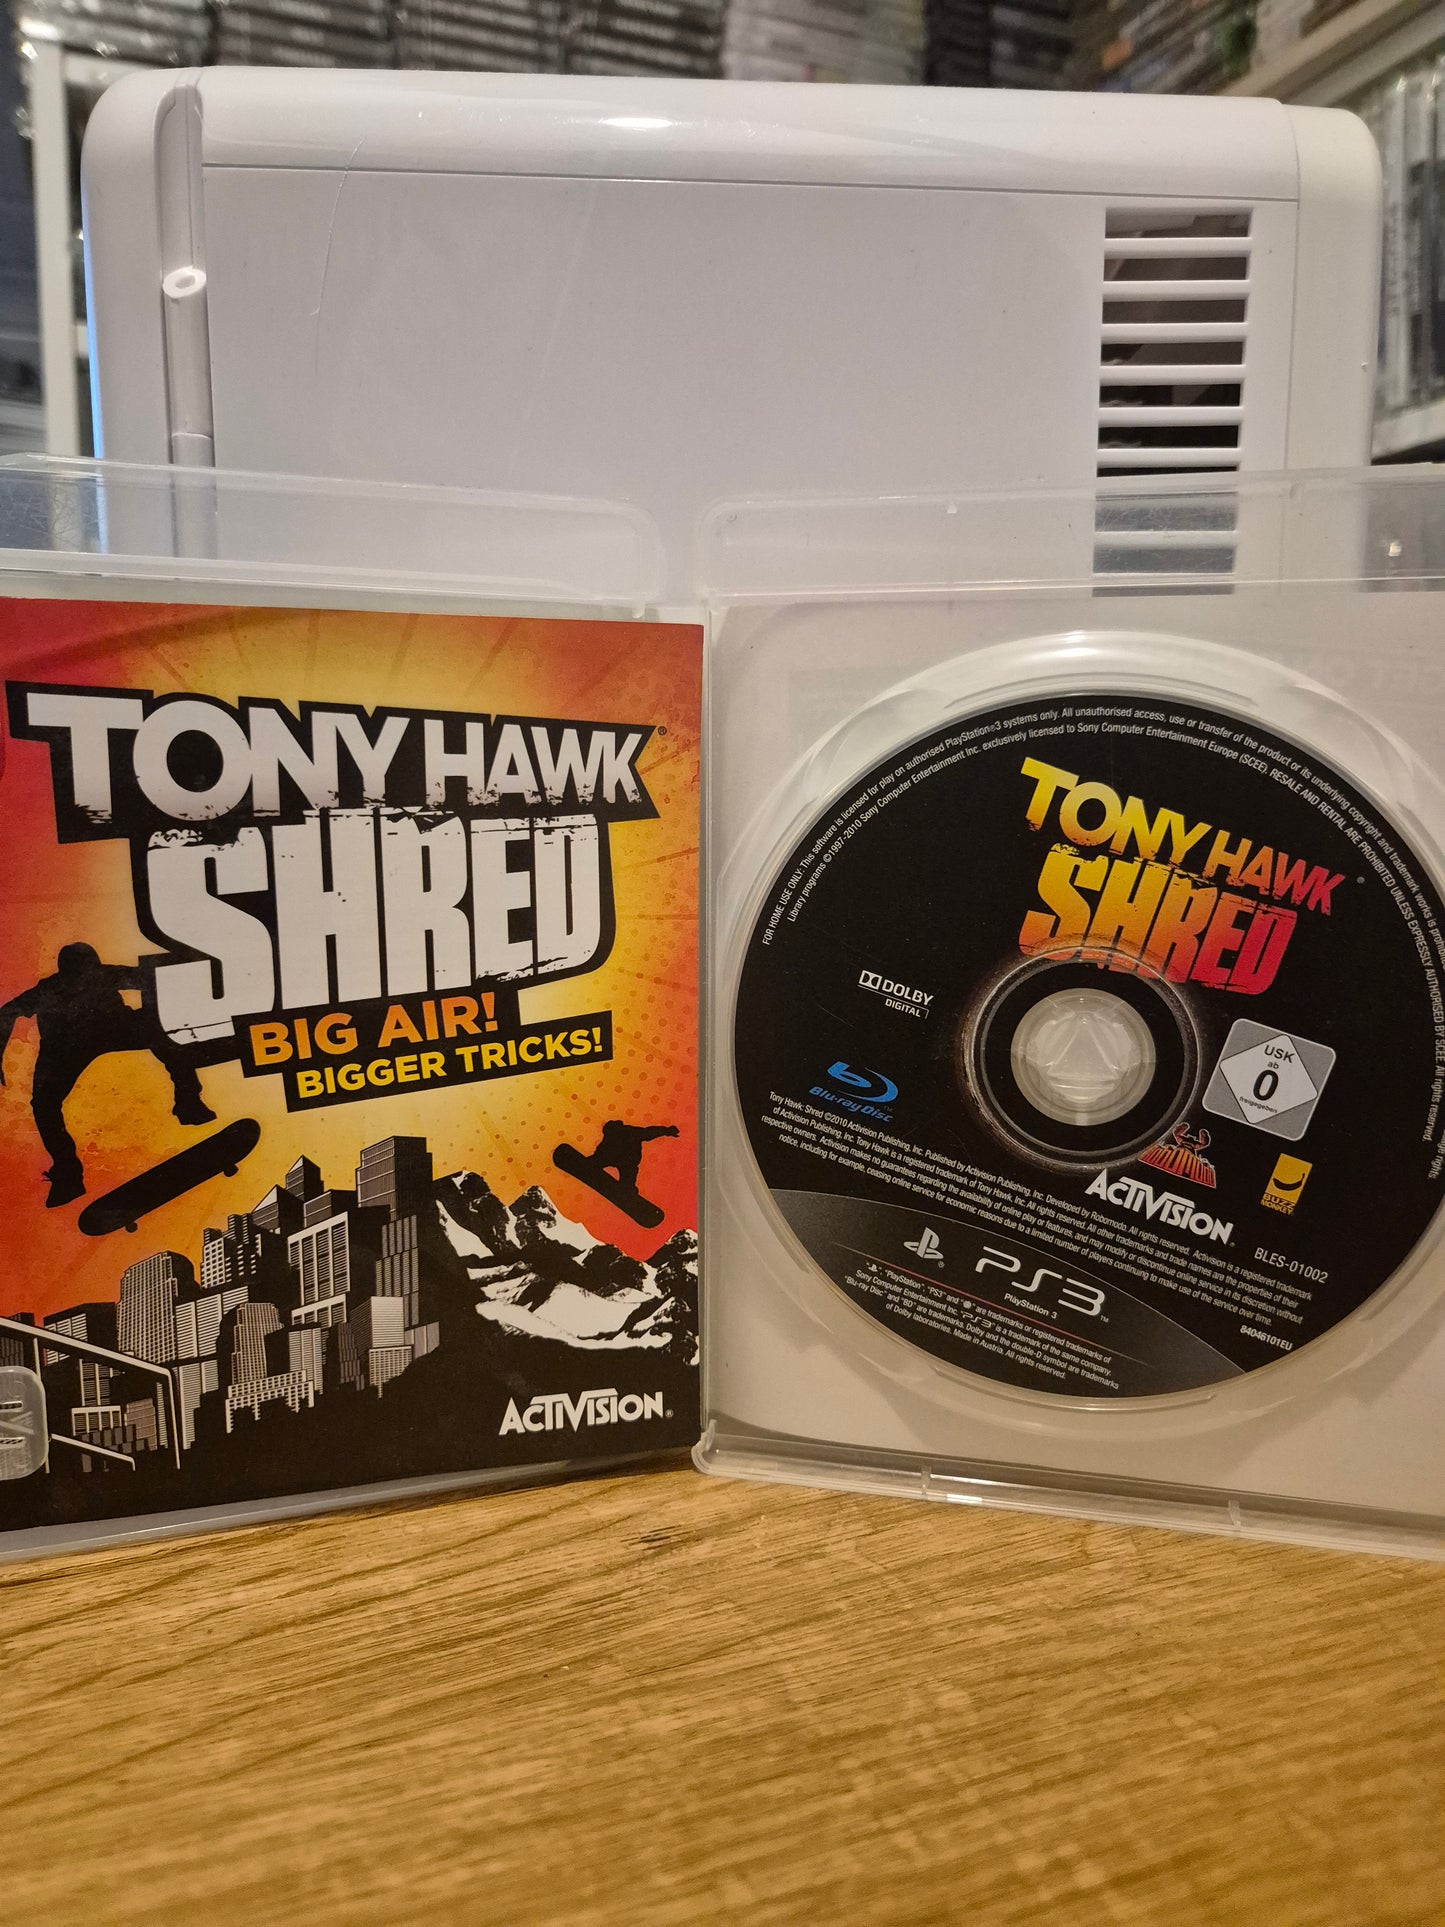 TONY HAWK®
SHRED
BIG AIR!
BIGGER TRICKS!
ACTIVISION®
FOR HOME USE ONLY: This software is licensed for play on authorised PlayStation®3 systems only. All unauthorised access, use or transfer of the product or its underlying copyright and trademark works is prohibited
Library programs ©1997-2010 Sony Computer Entertainment Inc. exclusively licensed to Sony Computer Entertainment Europe (SCEE). RESALE AND RENTAL ARE PROHIBITED UNLESS EXPRESSLY AUTHORISED BY SCEE. All rights reserved.
TONY HAWK
SHRED
DOLBY
DIGITAL
USK
ab
0
freigegeben
Blu-ray Disc™
ROBOMODO
ACTIVISION®
BUZZ
MONKEY
BLES-01002
Tony Hawk: Shred ©2010 Activision Publishing, Inc. Published by Activision Publishing, Inc. Developed by Robomodo. All rights reserved. Activision is a registered trademark
of Activision Publishing, Inc. Tony Hawk is a registered trademark of Tony Hawk, Inc. All rights reserved. All other trademarks and trade names are the properties of their
respective owners. Activision makes no guarantees regarding the availability of online play or features, and may modify or discontinue online service in its discretion without
notice, including for example, ceasing online service for economic reasons due to a limited number of players continuing to make use of the service over time.
84046101EU
PS3™
PlayStation 3
"PlayStation", "PS3" and are trademarks or registered trademarks of
Sony Computer Entertainment Inc. "PS3" is a trademark of the same company.
"Blu-ray Disc" and "BD" are trademarks. Dolby and the double-D symbol are trademarks
of Dolby laboratories. Made in Austria. All rights reserved.